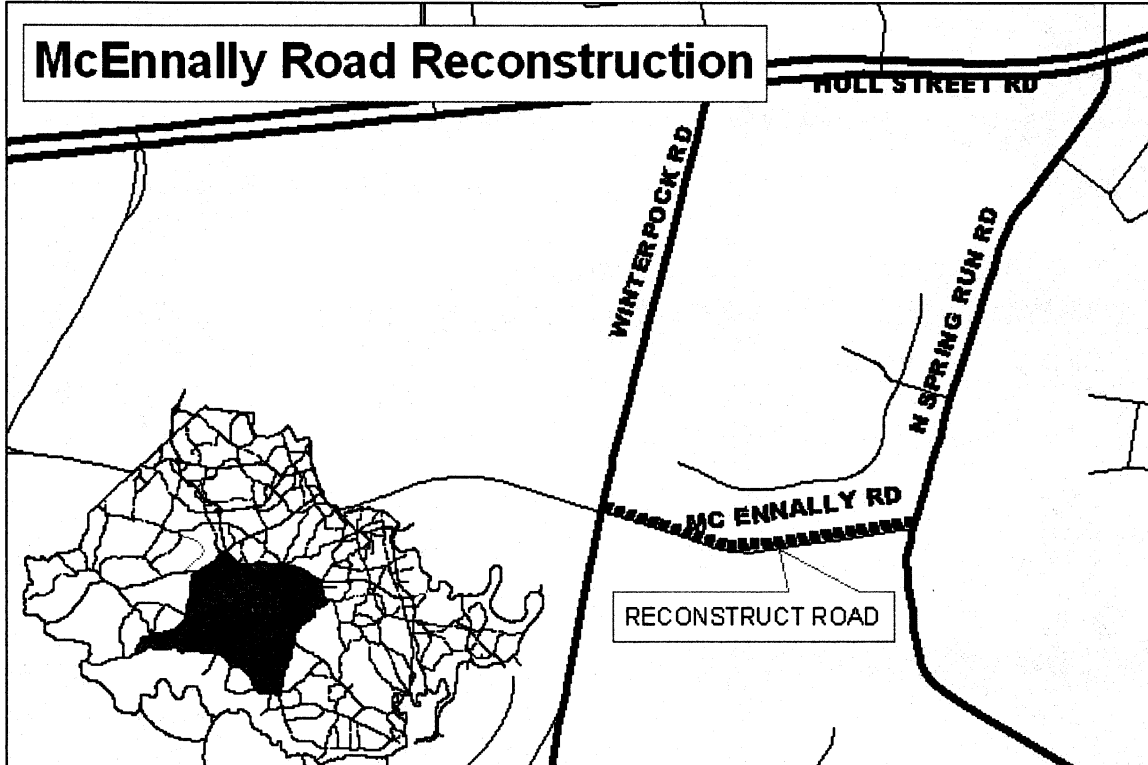 McEnnally Road Reconstruction
HULL STREET RD
WINTERPOCK RD
N SPRING RUN RD
MC ENNALLY RD
RECONSTRUCT ROAD